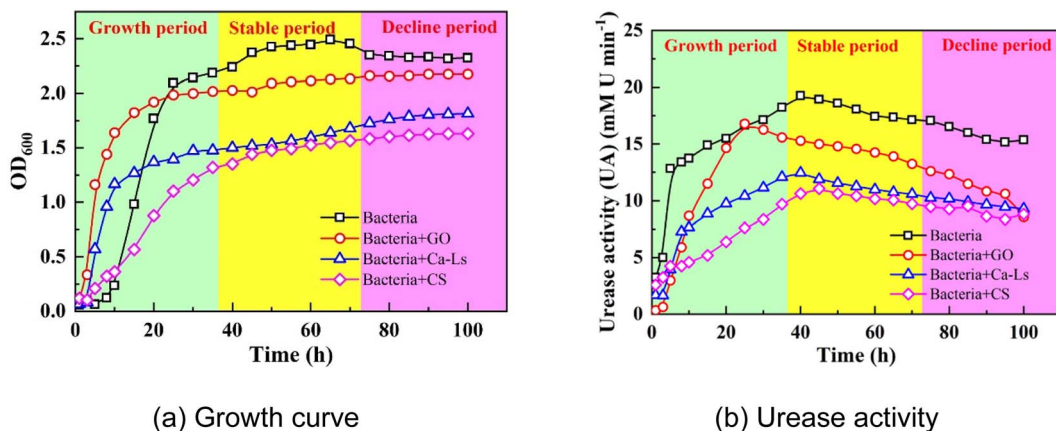 Growth period Stable period Decline period
2.5
2.0
1.5
1.0
0.5
0.0
OD600
Bacteria
Bacteria+GO
Bacteria+Ca-Ls
Bacteria+CS
0 20 40 60 80 100
Time (h)
(a) Growth curve
Growth period Stable period Decline period
25
20
15
10
5
0
Urease activity (UA) (mM U min-1)
Bacteria
Bacteria+GO
Bacteria+Ca-Ls
Bacteria+CS
0 20 40 60 80 100
Time (h)
(b) Urease activity